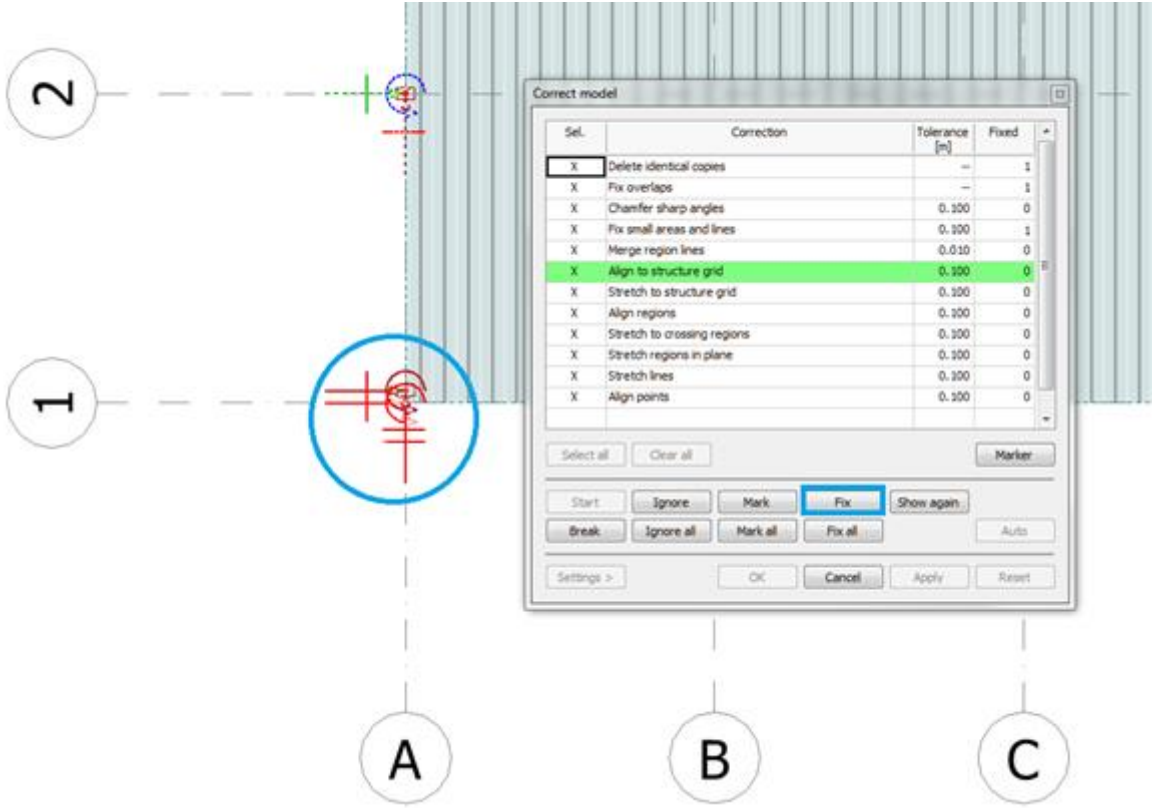 2
1
A
B
C
Correct model
Sel. Correction Tolerance [m] Fixed
X Delete identical copies – 1
X Fix overlaps – 1
X Chamfer sharp angles 0.100 0
X Fix small areas and lines 0.100 1
X Merge region lines 0.010 0
X Align to structure grid 0.100 0
X Stretch to structure grid 0.100 0
X Align regions 0.100 0
X Stretch to crossing regions 0.100 0
X Stretch regions in plane 0.100 0
X Stretch lines 0.100 0
X Align points 0.100 0
Select all Clear all Marker
Start Ignore Mark Fix Show again
Break Ignore all Mark all Fix all Auto
Settings > OK Cancel Apply Reset